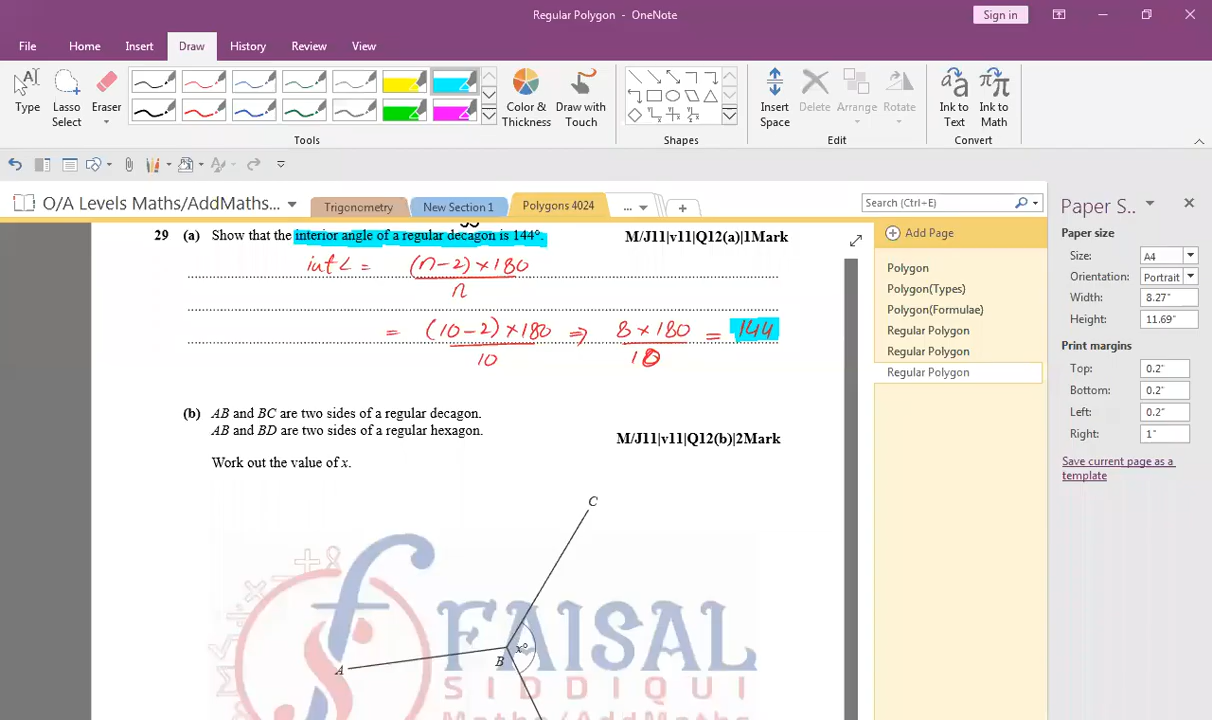 Regular Polygon - OneNote
Sign in
File Home Insert Draw History Review View
Type
Lasso Select
Eraser
Color & Thickness
Draw with Touch
Insert Space
Delete
Arrange
Rotate
Ink to Text
Ink to Math
Tools
Shapes
Edit
Convert
O/A Levels Maths/AddMaths...
Trigonometry
New Section 1
Polygons 4024
...
Search (Ctrl+E)
29 (a) Show that the interior angle of a regular decagon is 144°.
M/J11|v11|Q12(a)|1Mark
int ∠ = (n-2) × 180
n
= (10-2) × 180 ⇒ 8 × 180 = 144
10 10
(b) AB and BC are two sides of a regular decagon.
AB and BD are two sides of a regular hexagon.
M/J11|v11|Q12(b)|2Mark
Work out the value of x.
C
FAISAL
x°
B
A
SIDDIQUI
Maths/AddMaths
Add Page
Polygon
Polygon(Types)
Polygon(Formulae)
Regular Polygon
Regular Polygon
Regular Polygon
Paper S...
Paper size
Size: A4
Orientation: Portrait
Width: 8.27"
Height: 11.69"
Print margins
Top: 0.2"
Bottom: 0.2"
Left: 0.2"
Right: 1"
Save current page as a
template